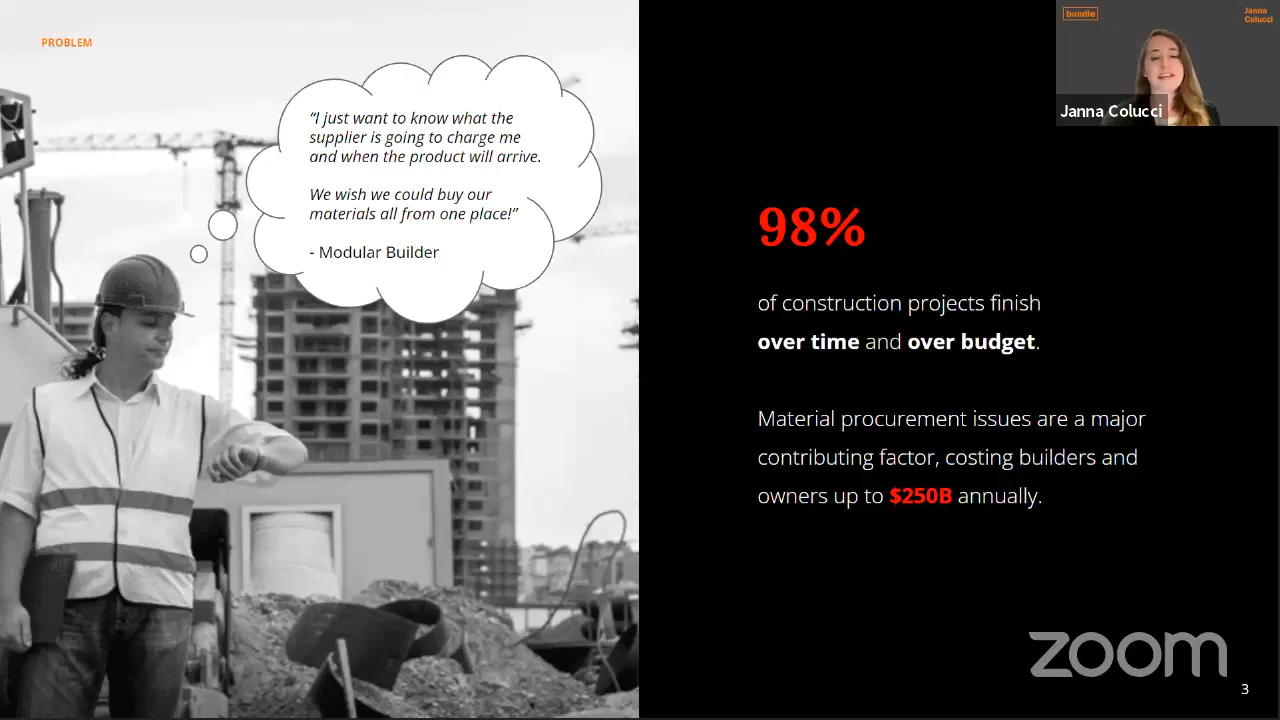 PROBLEM
“I just want to know what the
supplier is going to charge me
and when the product will arrive.
We wish we could buy our
materials all from one place!”
- Modular Builder
bundle
Janna
Colucci
Janna Colucci
98%
of construction projects finish
over time and over budget.
Material procurement issues are a major
contributing factor, costing builders and
owners up to $250B annually.
zoom
3